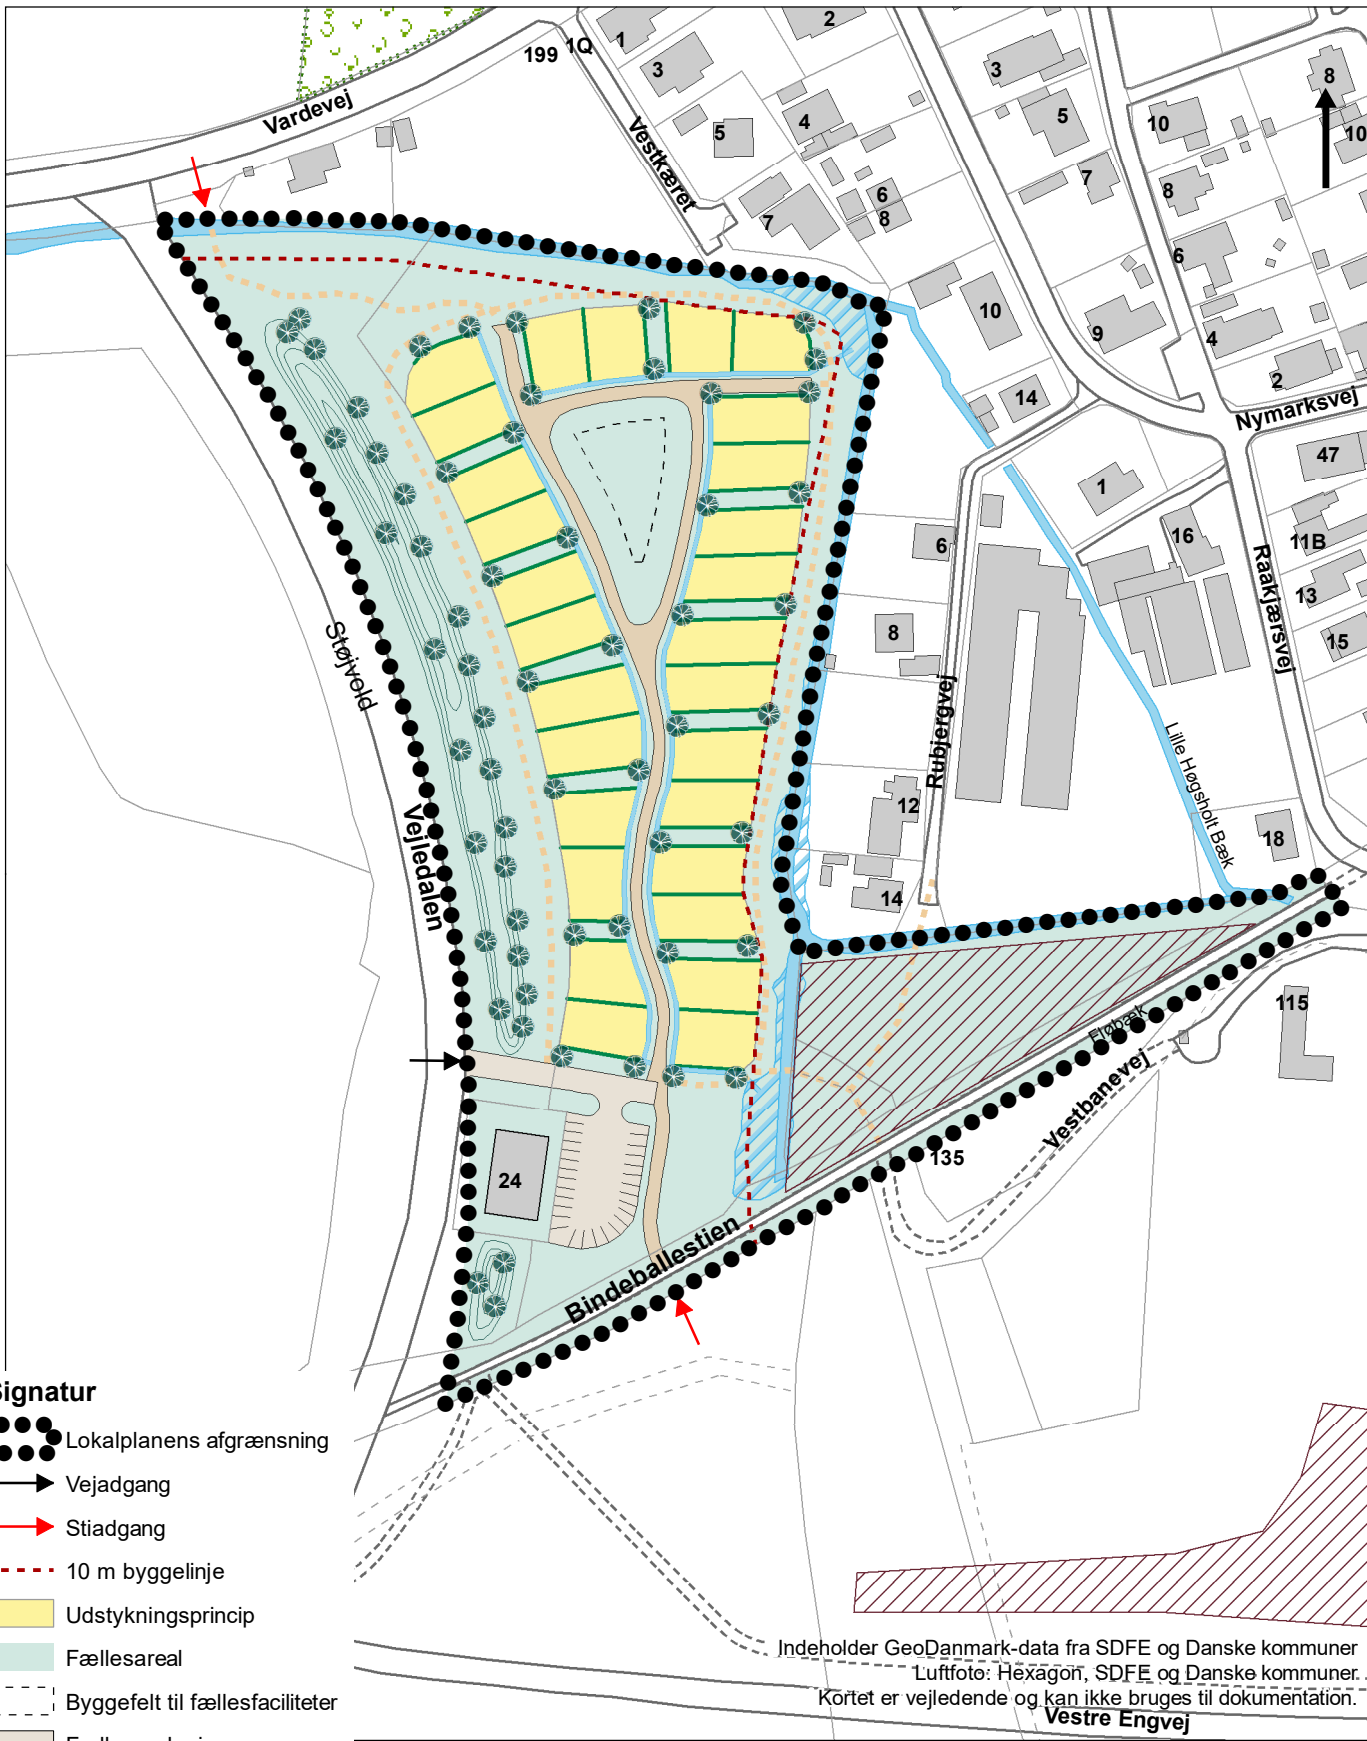 199
1Q
1
2
3
3
8
Vardevej
4
5
5
10
10
Vestkæret
7
8
6
8
7
6
10
9
4
2
14
Nymarksvej
47
1
16
11B
6
Raakjærsvej
13
8
15
Støjvold
Rubjergvej
Lille Høgsholt Bæk
12
18
Vejledalen
14
115
Fløbæk
Vestbanevej
135
24
Bindeballestien
Signatur
Lokalplanens afgrænsning
Vejadgang
Stiadgang
10 m byggelinje
Udstykningsprincip
Fællesareal
Byggefelt til fællesfaciliteter
Indeholder GeoDanmark-data fra SDFE og Danske kommuner
Luftfoto: Hexagon, SDFE og Danske kommuner.
Kortet er vejledende og kan ikke bruges til dokumentation.
Vestre Engvej